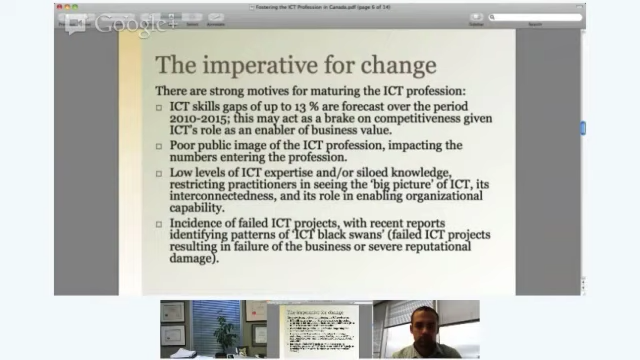 Fostering the ICT Profession in Canada.pdf (page 6 of 14)
Google+
The imperative for change
There are strong motives for maturing the ICT profession:
ICT skills gaps of up to 13 % are forecast over the period
2010-2015; this may act as a brake on competitiveness given
ICT's role as an enabler of business value.
Poor public image of the ICT profession, impacting the
numbers entering the profession.
Low levels of ICT expertise and/or siloed knowledge,
restricting practitioners in seeing the 'big picture' of ICT, its
interconnectedness, and its role in enabling organizational
capability.
Incidence of failed ICT projects, with recent reports
identifying patterns of 'ICT black swans' (failed ICT projects
resulting in failure of the business or severe reputational
damage).
The imperative for change